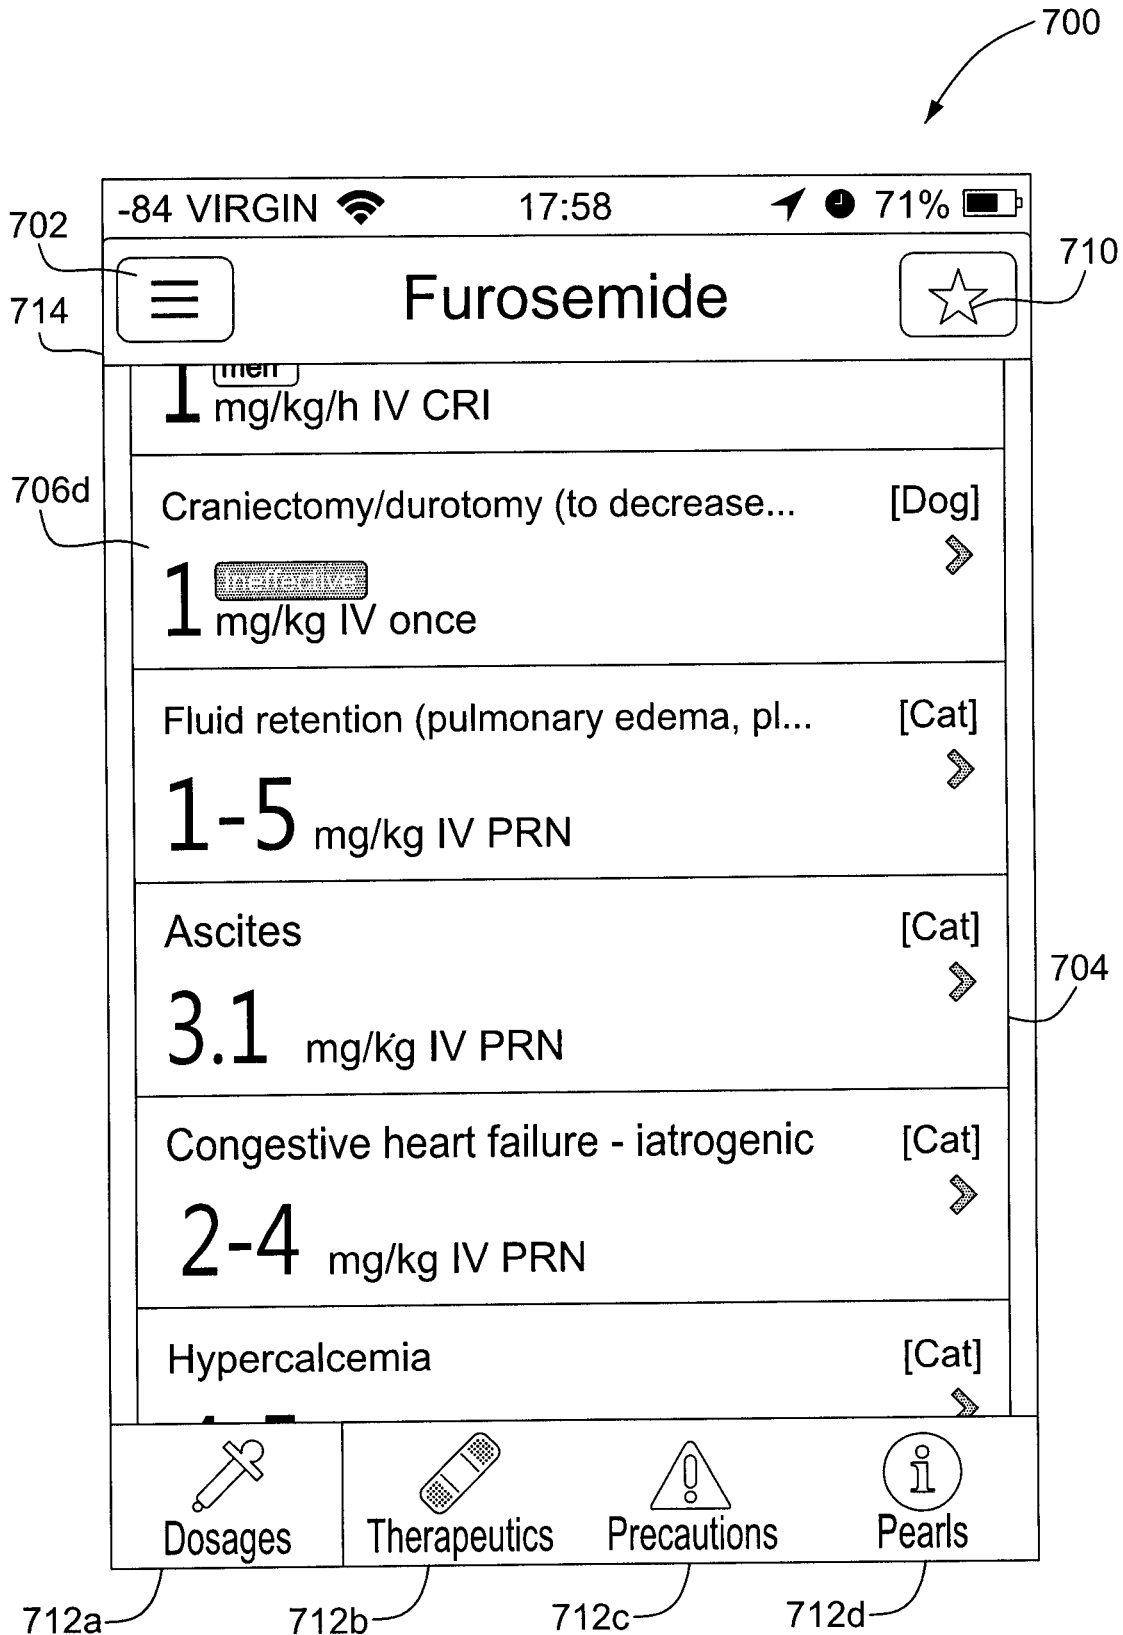 700
-84 VIRGIN 17:58 71%
702
710
714
Furosemide
1
mg/kg/h IV CRI
706d
Craniectomy/durotomy (to decrease... [Dog]
1 Ineffective
mg/kg IV once
Fluid retention (pulmonary edema, pl... [Cat]
1-5 mg/kg IV PRN
Ascites [Cat]
704
3.1 mg/kg IV PRN
Congestive heart failure - iatrogenic [Cat]
2-4 mg/kg IV PRN
Hypercalcemia [Cat]
Dosages Therapeutics Precautions Pearls
712a 712b 712c 712d